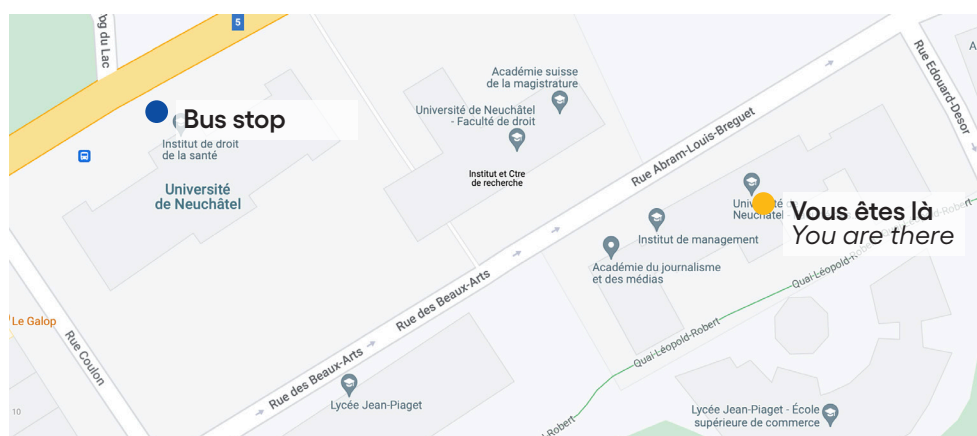 5
og du Lac
Bus stop
Institut de droit
de la santé
Université
de Neuchâtel
Académie suisse
de la magistrature
Université de Neuchâtel
- Faculté de droit
Institut et Ctre
de recherche
Rue Abram-Louis-Breguet
Rue Edouard-Desor
A
Vous êtes là
You are there
Neuchâtel -
Institut de management
Académie du journalisme
et des médias
Quai-Léopold-Robert
Quai-Léopold-Robert
Rue des Beaux-Arts
Rue des Beaux-Arts
Le Galop
Rue Coulon
10
Lycée Jean-Piaget
Lycée Jean-Piaget - École
supérieure de commerce